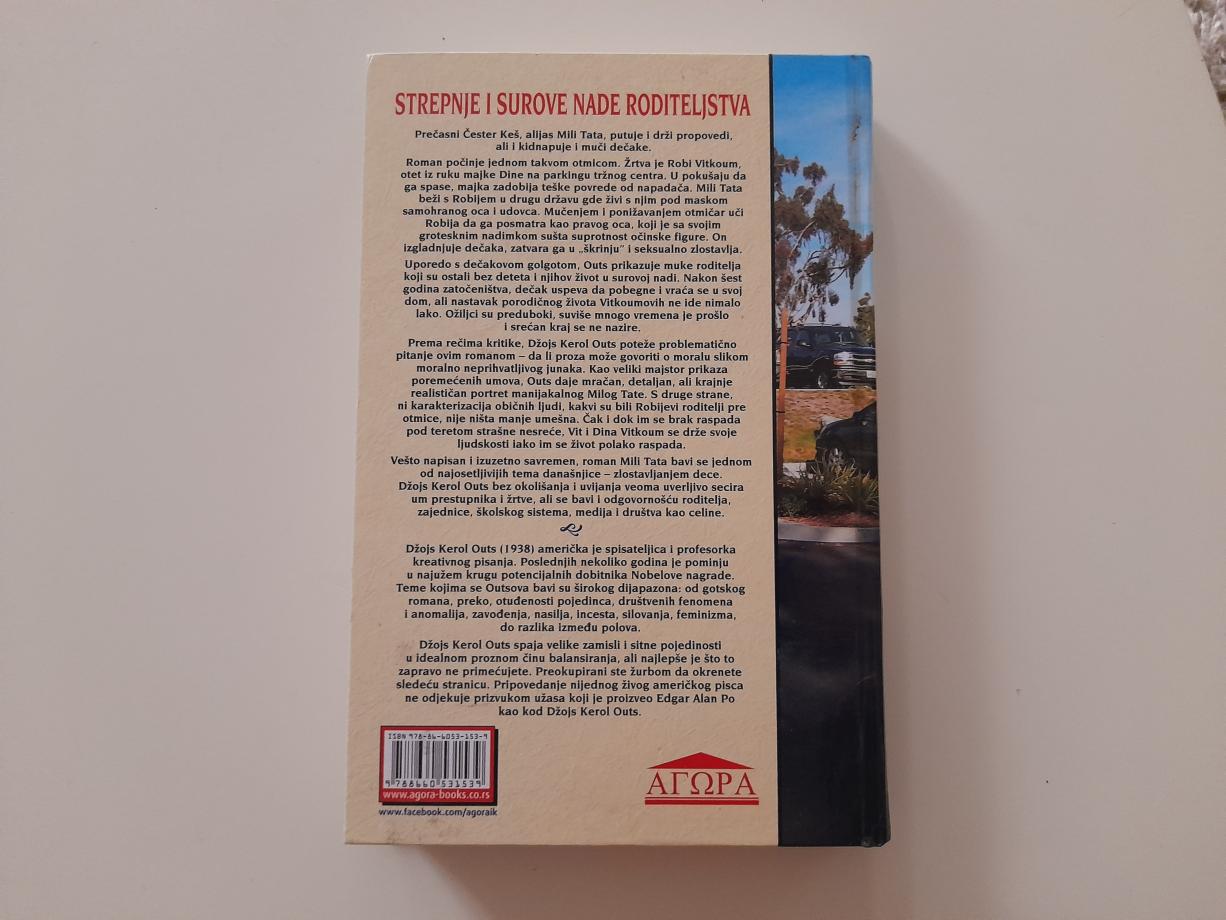 STREPNJE I SUROVE NADE RODITELJSTVA
Prečasni Čester Keš, alijas Mili Tata, putuje i drži propovedi,
ali i kidnapuje i muči dečake.
Roman počinje jednom takvom otmicom. Žrtva je Robi Vitkoum,
otet iz ruku majke Dine na parkingu tržnog centra. U pokušaju da
ga spase, majka zadobija teške povrede od napadača. Mili Tata
beži s Robijem u drugu državu gde živi s njim pod maskom
samohranog oca i udovca. Mučenjem i ponižavanjem otmičar uči
Robija da ga posmatra kao pravog oca, koji je sa svojim
grotesknim nadimkom sušta suprotnost očinske figure. On
izgladnjuje dečaka, zatvara ga u „škrinju” i seksualno zlostavlja.
Uporedo s dečakovom golgotom, Outs prikazuje muke roditelja
koji su ostali bez deteta i njihov život u surovoj nadi. Nakon šest
godina zatočeništva, dečak uspeva da pobegne i vraća se u svoj
dom, ali nastavak porodičnog života Vitkoumovih ne ide nimalo
lako. Ožiljci su preduboki, suviše mnogo vremena je prošlo
i srećan kraj se ne nazire.
Prema rečima kritike, Džojs Kerol Outs poteže problematično
pitanje ovim romanom – da li proza može govoriti o moralu slikom
moralno neprihvatljivog junaka. Kao veliki majstor prikaza
poremećenih umova, Outs daje mračan, detaljan, ali krajnje
realističan portret manijakalnog Milog Tate. S druge strane,
ni karakterizacija običnih ljudi, kakvi su bili Robijevi roditelji pre
otmice, nije ništa manje umešna. Čak i dok im se brak raspada
pod teretom strašne nesreće, Vit i Dina Vitkoum se drže svoje
ljudskosti iako im se život polako raspada.
Vešto napisan i izuzetno savremen, roman Mili Tata bavi se jednom
od najosetljivijih tema današnjice – zlostavljanjem dece.
Džojs Kerol Outs bez okolišanja i uvijanja veoma uverljivo secira
um prestupnika i žrtve, ali se bavi i odgovornošću roditelja,
zajednice, školskog sistema, medija i društva kao celine.
Džojs Kerol Outs (1938) američka je spisateljica i profesorka
kreativnog pisanja. Poslednjih nekoliko godina je pominju
u najužem krugu potencijalnih dobitnika Nobelove nagrade.
Teme kojima se Outsova bavi su širokog dijapazona: od gotskog
romana, preko, otuđenosti pojedinca, društvenih fenomena
i anomalija, zavođenja, nasilja, incesta, silovanja, feminizma,
do razlika između polova.
Džojs Kerol Outs spaja velike zamisli i sitne pojedinosti
u idealnom proznom činu balansiranja, ali najlepše je što to
zapravo ne primećujete. Preokupirani ste žurbom da okrenete
sledeću stranicu. Pripovedanje nijednog živog američkog pisca
ne odjekuje prizvukom užasa koji je proizveo Edgar Alan Po
kao kod Džojs Kerol Outs.
ISBN 978-86-6053-153-9
9 788660 531539
www.agora-books.co.rs
www.facebook.com/agoraik
ΑΓΩΡΑ